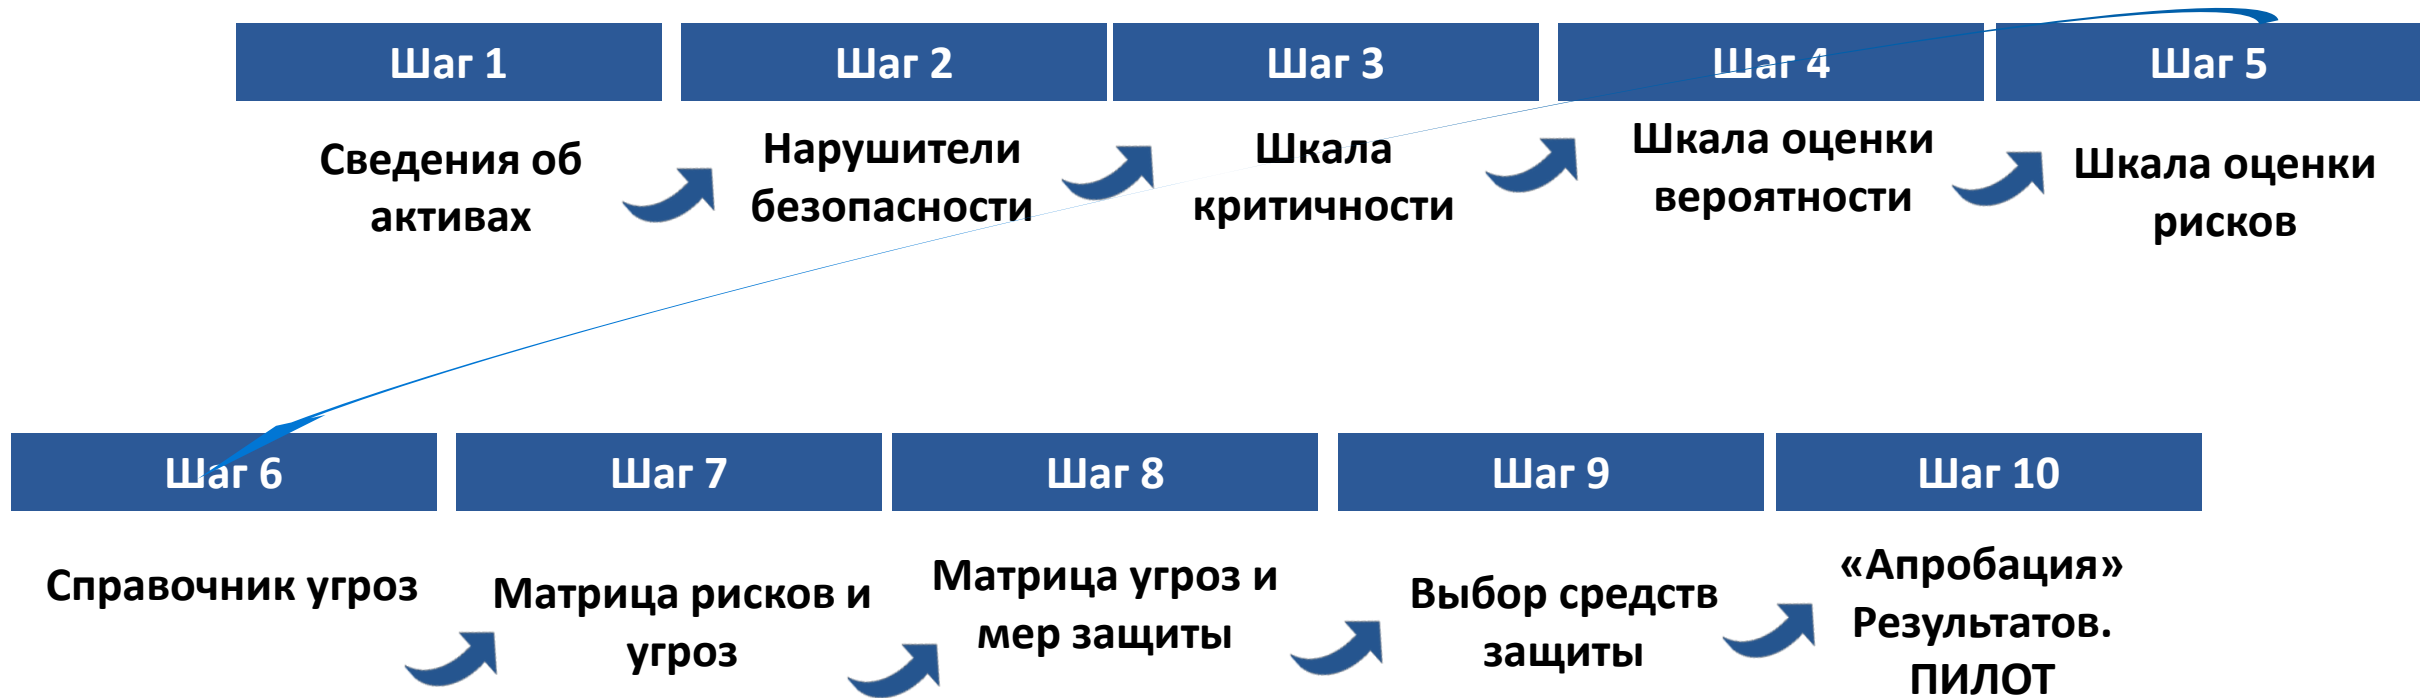 Шаг 1
Шаг 2
Шаг 3
Шаг 4
Шаг 5
Сведения об
активах
Нарушители
безопасности
Шкала
критичности
Шкала оценки
вероятности
Шкала оценки
рисков
Шаг 6
Шаг 7
Шаг 8
Шаг 9
Шаг 10
Справочник угроз
Матрица рисков и
угроз
Матрица угроз и
мер защиты
Выбор средств
защиты
«Апробация»
Результатов.
ПИЛОТ